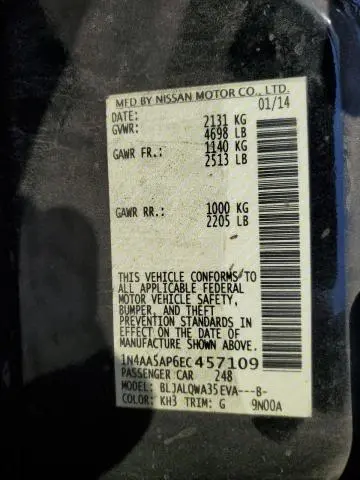 MFD BY NISSAN MOTOR CO., LTD.
DATE: 01/14
GVWR: 2131 KG
4698 LB
GAWR FR.: 1140 KG
2513 LB
GAWR RR.: 1000 KG
2205 LB
THIS VEHICLE CONFORMS TO
ALL APPLICABLE FEDERAL
MOTOR VEHICLE SAFETY,
BUMPER, AND THEFT
PREVENTION STANDARDS IN
EFFECT ON THE DATE OF
MANUFACTURE SHOWN ABOVE.
1N4AA5AP6EC457109
PASSENGER CAR 248
MODEL: BLJALQWA35EVA---B-
COLOR: KH3 TRIM: G 9N00A